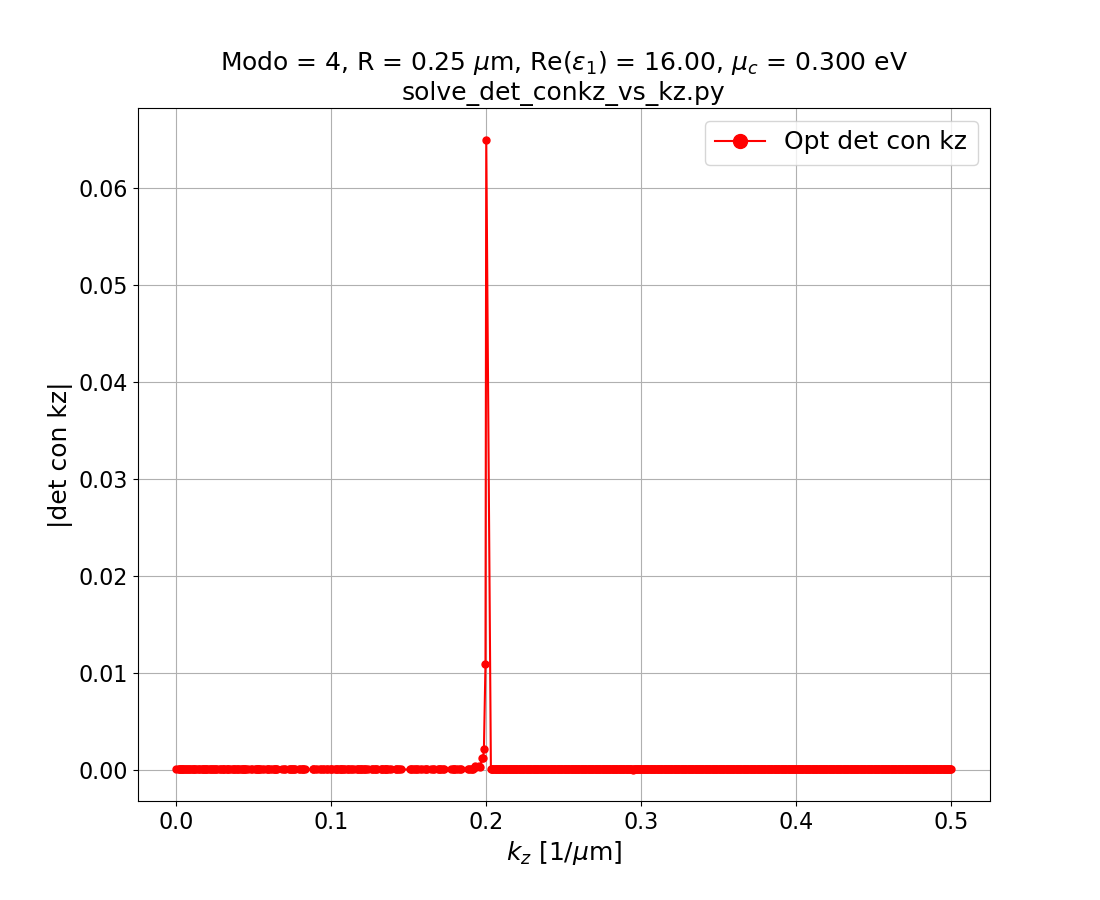 Modo = 4, R = 0.25 μm, Re(ε₁) = 16.00, μ_c = 0.300 eV
solve_det_conkz_vs_kz.py
Opt det con kz
|det con kz|
0.06
0.05
0.04
0.03
0.02
0.01
0.00
0.0 0.1 0.2 0.3 0.4 0.5
k_z [1/μm]